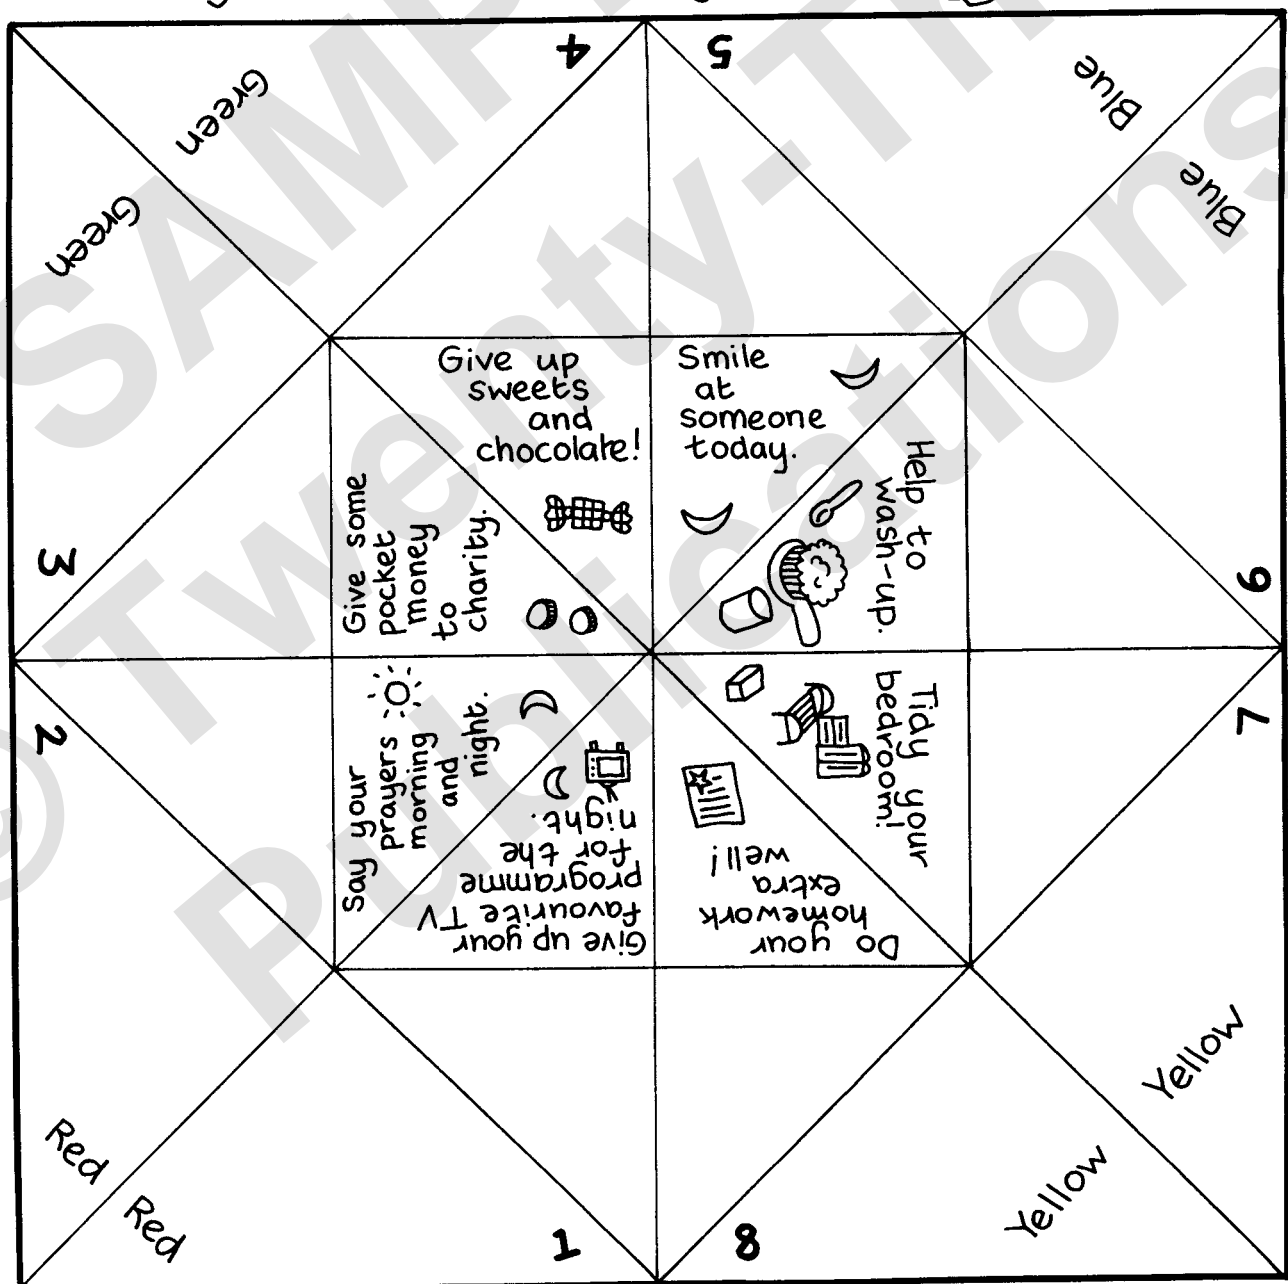 4
5
Green
Green
Blue
Blue
3
6
2
7
Give up
sweets
and
chocolate!
Smile
at
someone
today.
Help to
wash-up.
Give some
pocket
money
to
charity.
Say your
prayers
morning
and
night.
Tidy your
bedroom!
Give up your
favourite TV
programme
for the
night.
Do your
homework
extra
well!
Red
Red
Yellow
Yellow
1
8
© Twenty-
Publications